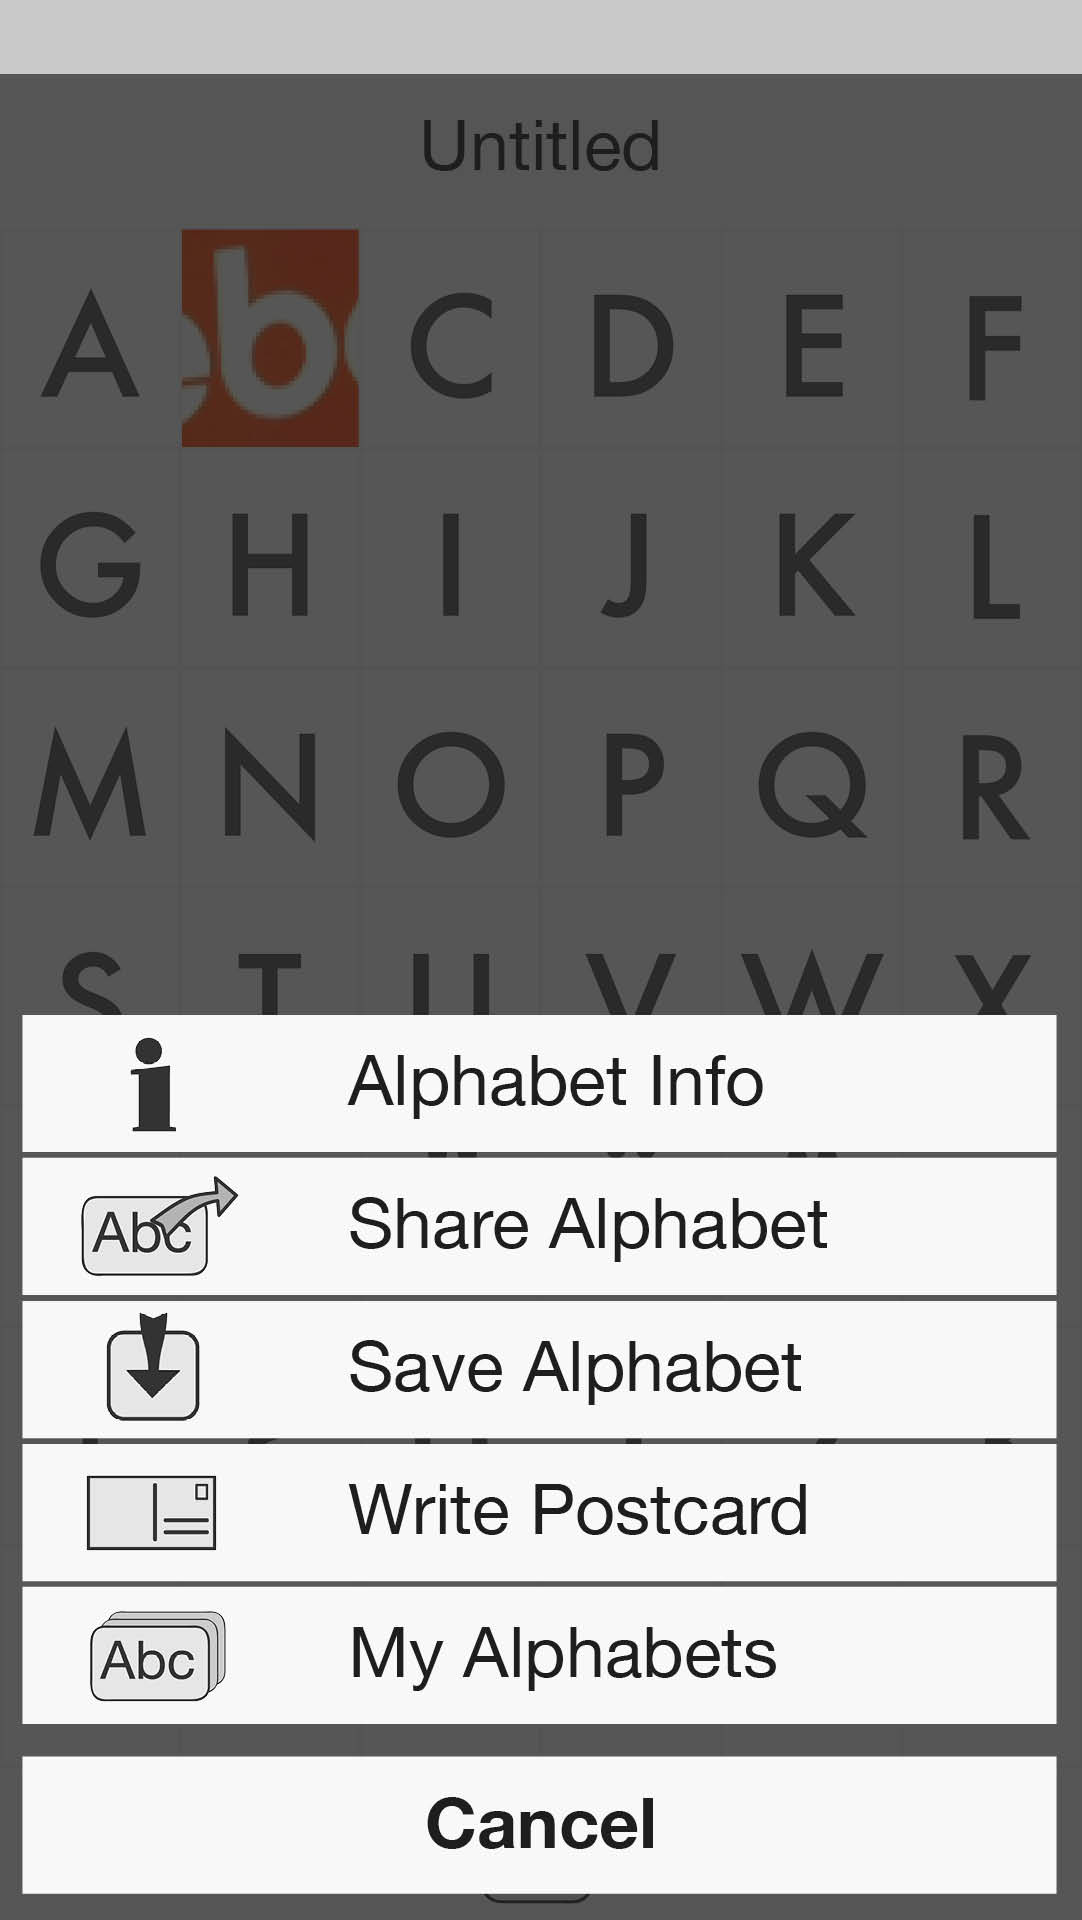 Untitled
A b C D E F
G H I J K L
M N O P Q R
S T U V W X
Alphabet Info
Abc Share Alphabet
Save Alphabet
Write Postcard
Abc My Alphabets
Cancel